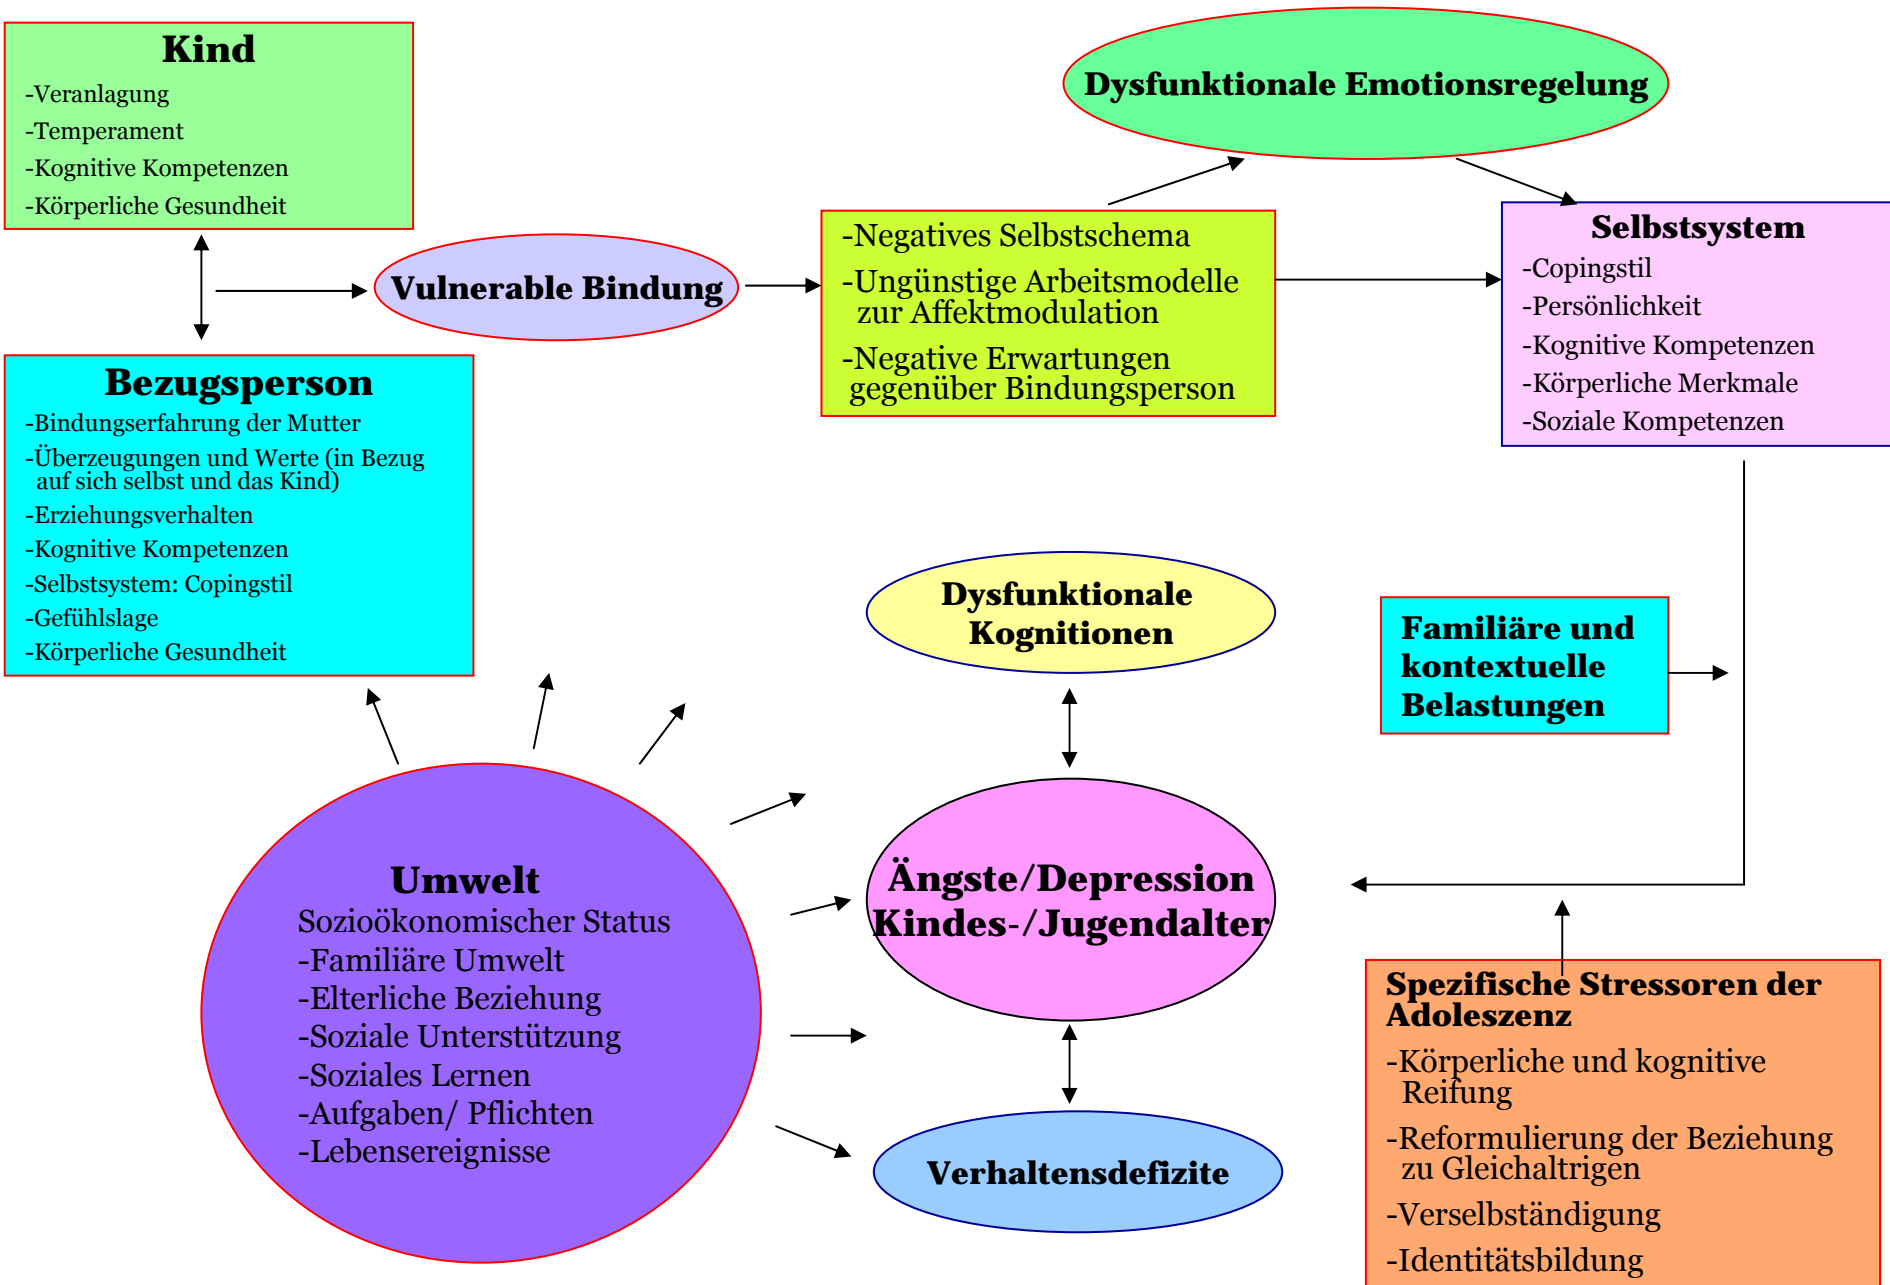 Kind
-Veranlagung
-Temperament
-Kognitive Kompetenzen
-Körperliche Gesundheit
Dysfunktionale Emotionsregelung
Vulnerable Bindung
-Negatives Selbstschema
-Ungünstige Arbeitsmodelle
zur Affektmodulation
-Negative Erwartungen
gegenüber Bindungsperson
Selbstsystem
-Copingstil
-Persönlichkeit
-Kognitive Kompetenzen
-Körperliche Merkmale
-Soziale Kompetenzen
Bezugsperson
-Bindungserfahrung der Mutter
-Überzeugungen und Werte (in Bezug
auf sich selbst und das Kind)
-Erziehungsverhalten
-Kognitive Kompetenzen
-Selbstsystem: Copingstil
-Gefühlslage
-Körperliche Gesundheit
Dysfunktionale
Kognitionen
Familiäre und
kontextuelle
Belastungen
Umwelt
Sozioökonomischer Status
-Familiäre Umwelt
-Elterliche Beziehung
-Soziale Unterstützung
-Soziales Lernen
-Aufgaben/ Pflichten
-Lebensereignisse
Ängste/Depression
Kindes-/Jugendalter
Verhaltensdefizite
Spezifische Stressoren der
Adoleszenz
-Körperliche und kognitive
Reifung
-Reformulierung der Beziehung
zu Gleichaltrigen
-Verselbständigung
-Identitätsbildung